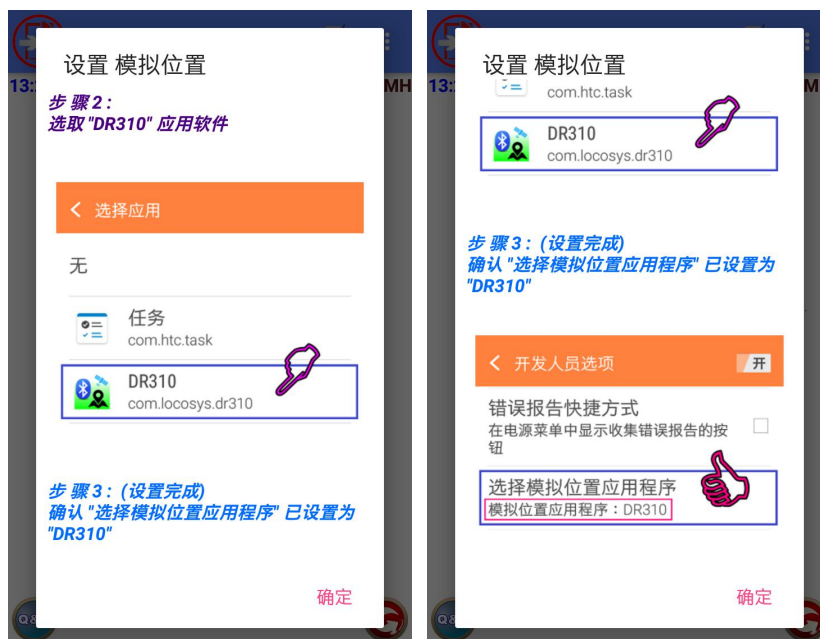 设置 模拟位置
13:
MH
步 骤 2 :
选取 "DR310" 应用软件
选择应用
无
任务
com.htc.task
DR310
com.locosys.dr310
步 骤 3 : (设置完成)
确认 "选择模拟位置应用程序" 已设置为
"DR310"
确定
Q&
设置 模拟位置
com.htc.task
13:
M
DR310
com.locosys.dr310
步 骤 3 : (设置完成)
确认 "选择模拟位置应用程序" 已设置为
"DR310"
开发人员选项
开
错误报告快捷方式
在电源菜单中显示收集错误报告的按
钮
选择模拟位置应用程序
模拟位置应用程序：DR310
确定
Q&